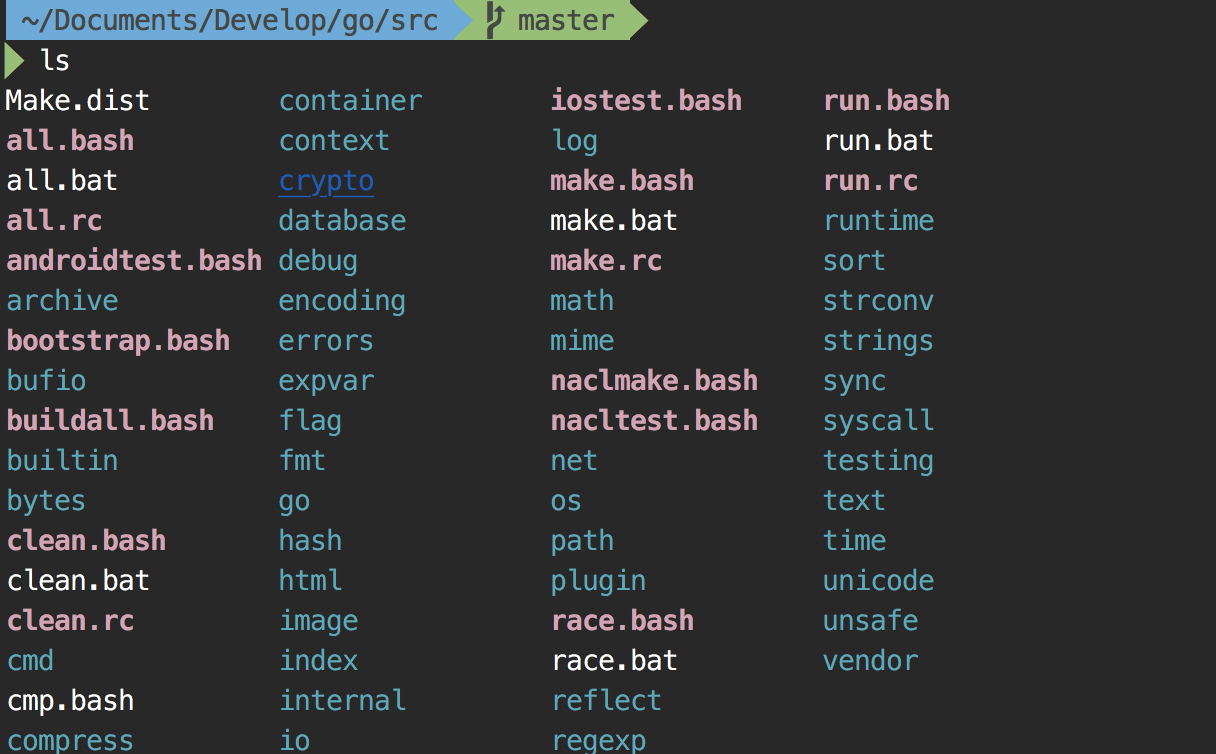 ~/Documents/Develop/go/src master
ls
Make.dist container iostest.bash run.bash
all.bash context log run.bat
all.bat crypto make.bash run.rc
all.rc database make.bat runtime
androidtest.bash debug make.rc sort
archive encoding math strconv
bootstrap.bash errors mime strings
bufio expvar naclmake.bash sync
buildall.bash flag nacltest.bash syscall
builtin fmt net testing
bytes go os text
clean.bash hash path time
clean.bat html plugin unicode
clean.rc image race.bash unsafe
cmd index race.bat vendor
cmp.bash internal reflect
compress io regexp